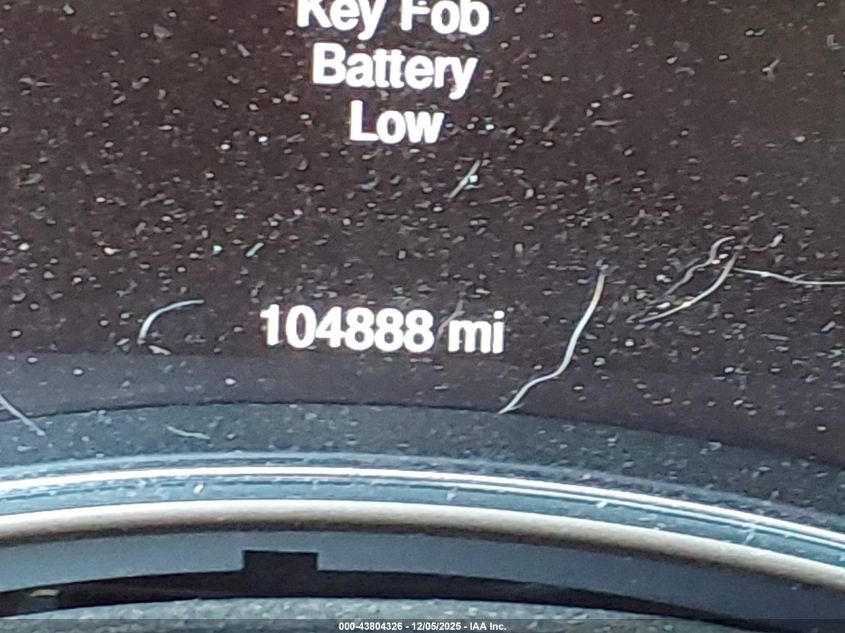 Key Fob
Battery
Low
104888 mi
000-43804326 - 12/05/2025 - IAA Inc.